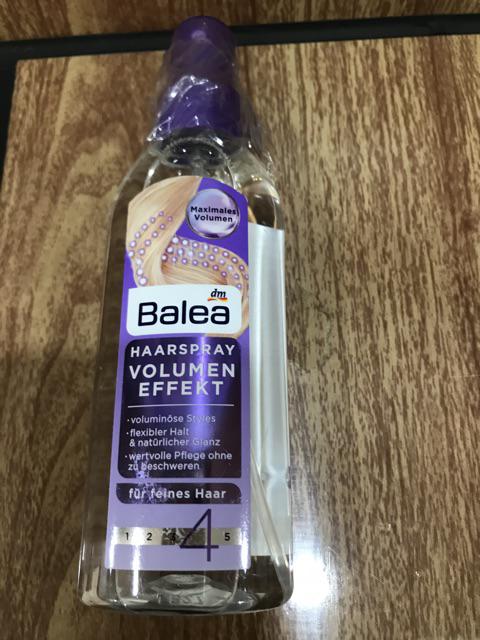 Maximales
Volumen
dm
Balea
HAARSPRAY
VOLUMEN
EFFEKT
· voluminöse Styles
· flexibler Halt
& natürlicher Glanz
· wertvolle Pflege ohne
zu beschweren
für feines Haar
1 2 3 4 5